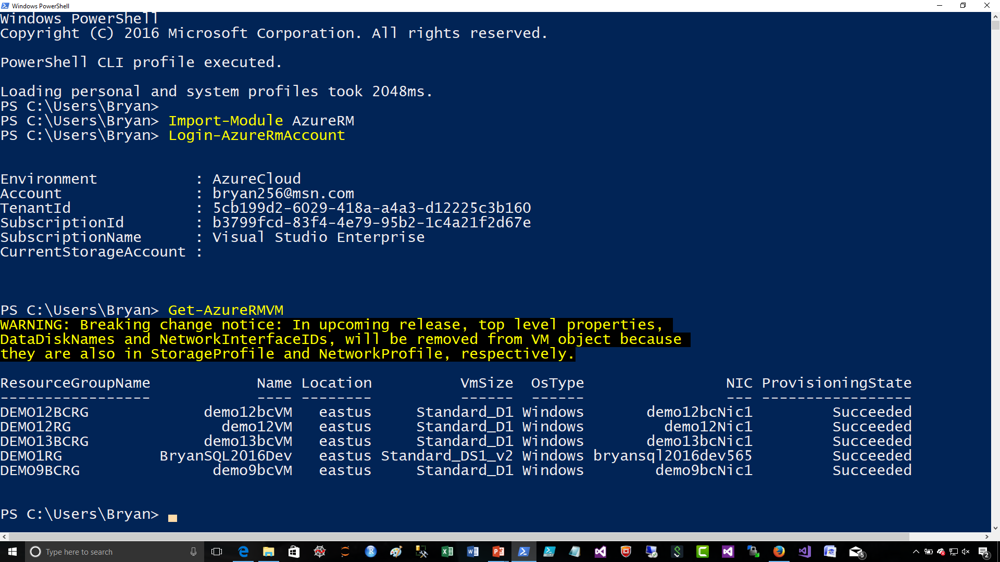 Windows PowerShell
Windows PowerShell
Copyright (C) 2016 Microsoft Corporation. All rights reserved.
PowerShell CLI profile executed.
Loading personal and system profiles took 2048ms.
PS C:\Users\Bryan>
PS C:\Users\Bryan> Import-Module AzureRM
PS C:\Users\Bryan> Login-AzureRmAccount
Environment : AzureCloud
Account : bryan256@msn.com
TenantId : 5cb199d2-6029-418a-a4a3-d12225c3b160
SubscriptionId : b3799fcd-83f4-4e79-95b2-1c4a21f2d67e
SubscriptionName : Visual Studio Enterprise
CurrentStorageAccount :
PS C:\Users\Bryan> Get-AzureRMVM
WARNING: Breaking change notice: In upcoming release, top level properties,
DataDiskNames and NetworkInterfaceIDs, will be removed from VM object because
they are also in StorageProfile and NetworkProfile, respectively.
ResourceGroupName Name Location VmSize OsType NIC ProvisioningState
----------------- ---- -------- ------ ------ --- -----------------
DEMO12BCRG demo12bcVM eastus Standard_D1 Windows demo12bcNic1 Succeeded
DEMO12RG demo12VM eastus Standard_D1 Windows demo12Nic1 Succeeded
DEMO13BCRG demo13bcVM eastus Standard_D1 Windows demo13bcNic1 Succeeded
DEMO1RG BryanSQL2016Dev eastus Standard_DS1_v2 Windows bryansql2016dev565 Succeeded
DEMO9BCRG demo9bcVM eastus Standard_D1 Windows demo9bcNic1 Succeeded
PS C:\Users\Bryan>
Type here to search 5 2